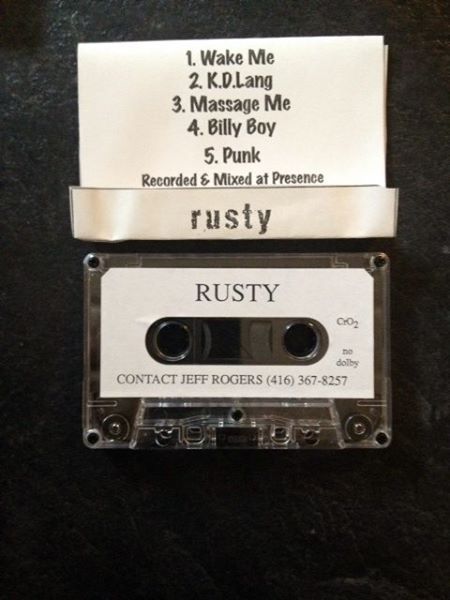 1. Wake Me
2. K.D.Lang
3. Massage Me
4. Billy Boy
5. Punk
Recorded & Mixed at Presence
rusty
RUSTY
CrO2
no
dolby
CONTACT JEFF ROGERS (416) 367-8257